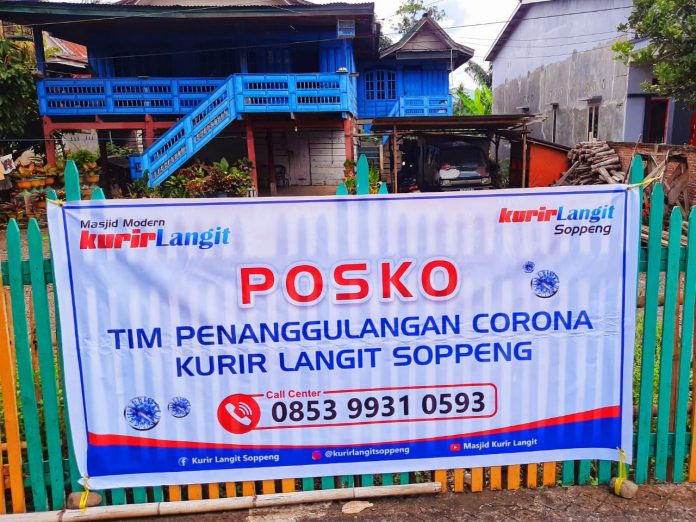 Masjid Modern
kurirLangit
kurirLangit
Soppeng
POSKO
TIM PENANGGULANGAN CORONA
KURIR LANGIT SOPPENG
Call Center
0853 9931 0593
Kurir Langit Soppeng
@kurirlangitsoppeng
Masjid Kurir Langit